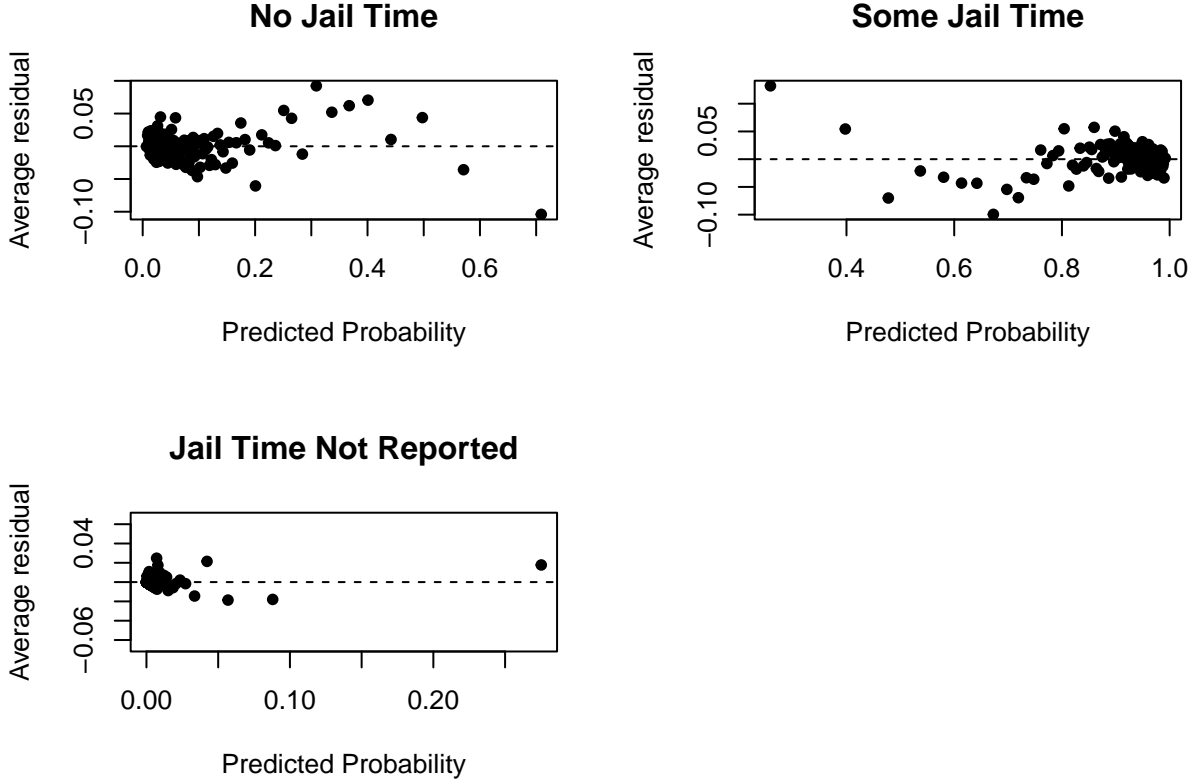 No Jail Time
Average residual
0.05
−0.10
0.0 0.2 0.4 0.6
Predicted Probability
Some Jail Time
Average residual
0.05
−0.10
0.4 0.6 0.8 1.0
Predicted Probability
Jail Time Not Reported
Average residual
0.04
−0.06
0.00 0.10 0.20
Predicted Probability